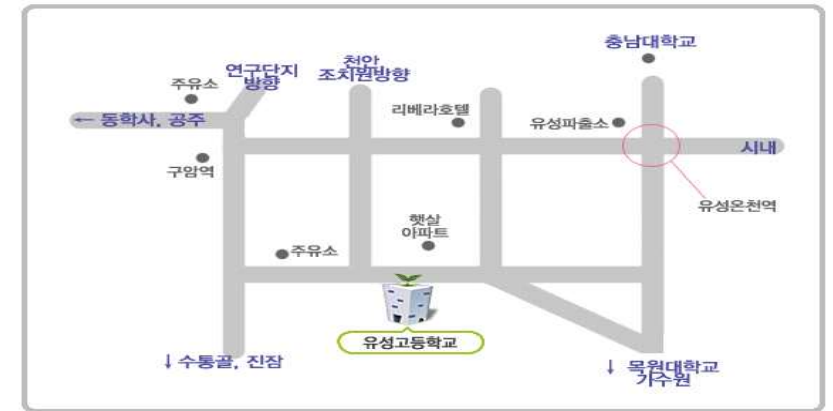 충남대학교
연구단지
방향
천안
조치원방향
주유소
리베라호텔
← 동학사, 공주
유성파출소
시내
구암역
유성온천역
햇살
아파트
주유소
유성고등학교
↓수통골, 진잠
↓ 목원대학교
가수원